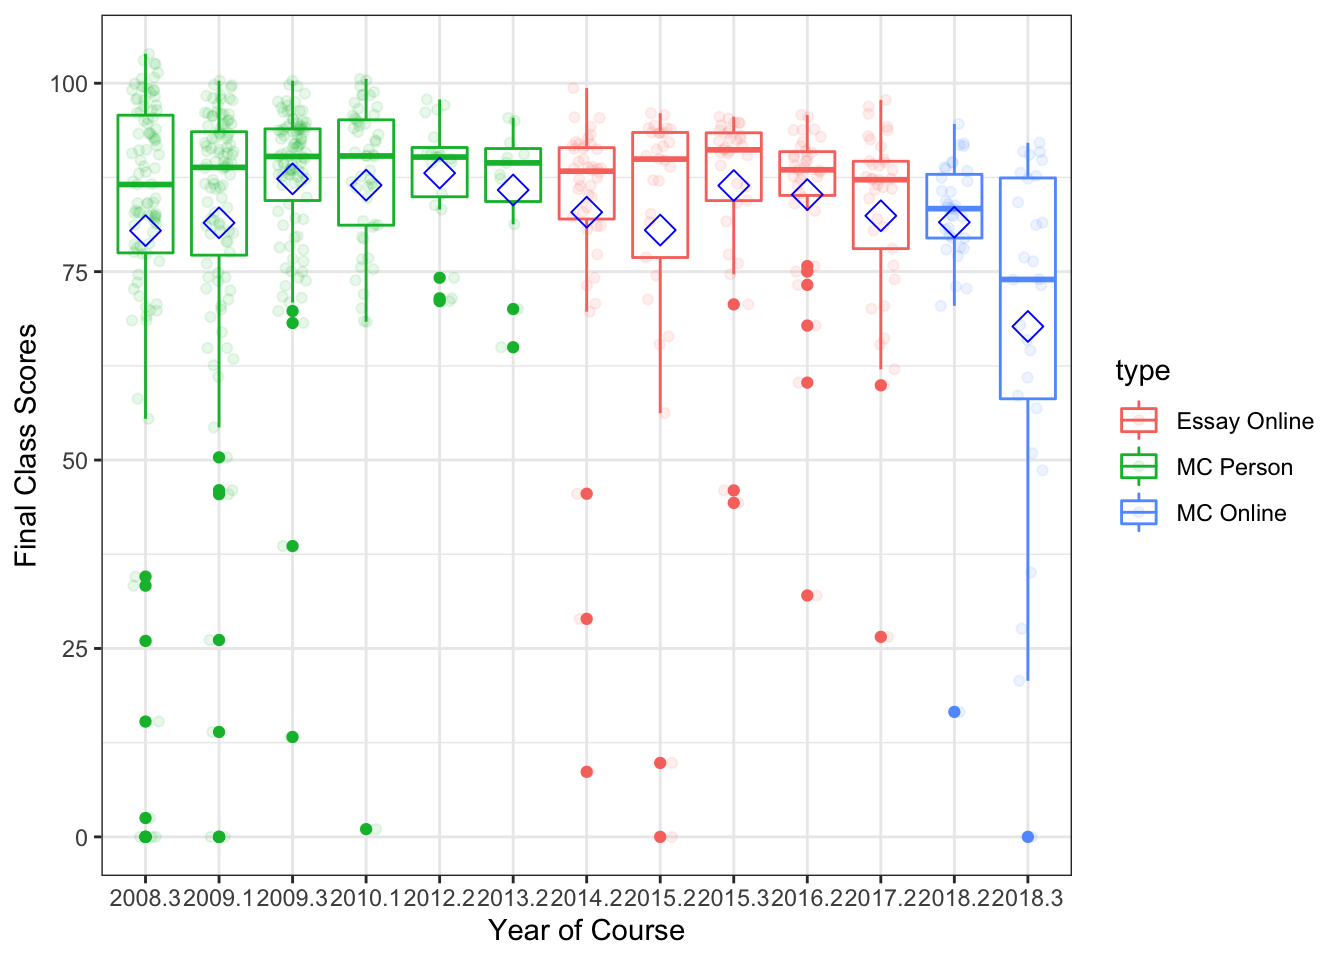 100
75
50
25
0
Final Class Scores
2008.3 2009.1 2009.3 2010.1 2012.2 2013.2 2014.2 2015.2 2015.3 2016.2 2017.2 2018.2 2018.3
Year of Course
type
Essay Online
MC Person
MC Online